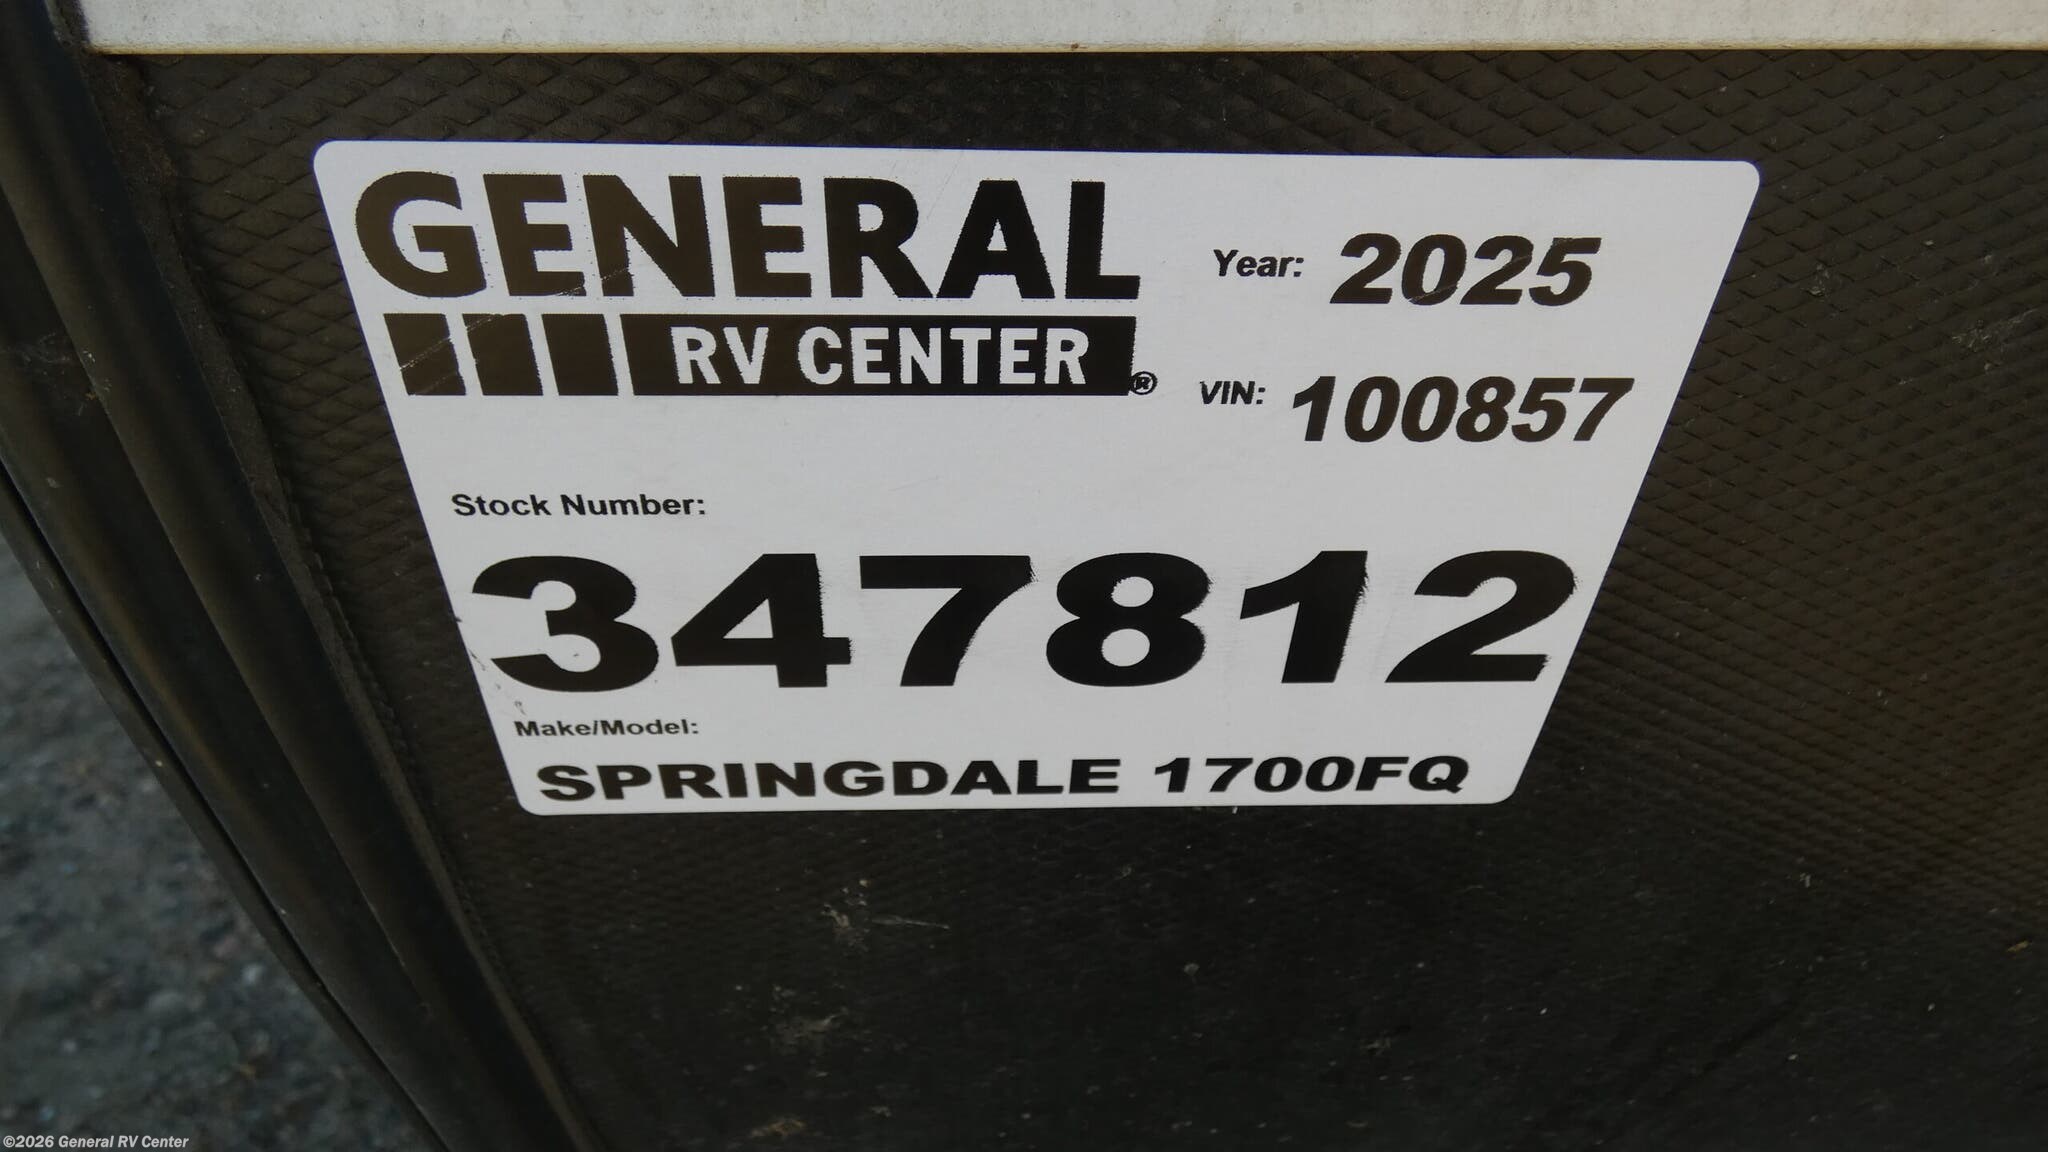 GENERAL
RV CENTER®
Year: 2025
VIN: 100857
Stock Number:
347812
Make/Model:
SPRINGDALE 1700FQ
©2026 General RV Center